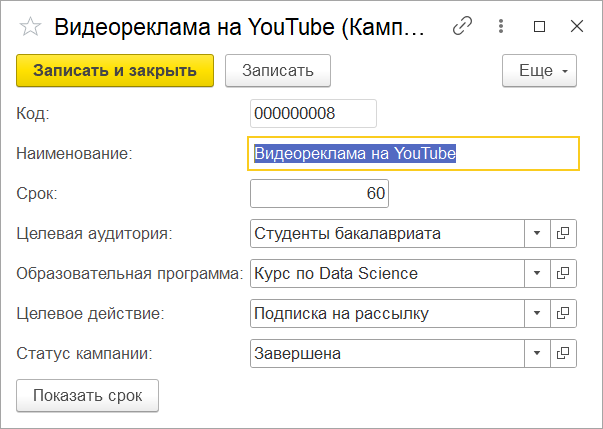 Видеореклама на YouTube (Камп...
Записать и закрыть Записать Еще
Код: 000000008
Наименование: Видеореклама на YouTube
Срок: 60
Целевая аудитория: Студенты бакалавриата
Образовательная программа: Курс по Data Science
Целевое действие: Подписка на рассылку
Статус кампании: Завершена
Показать срок